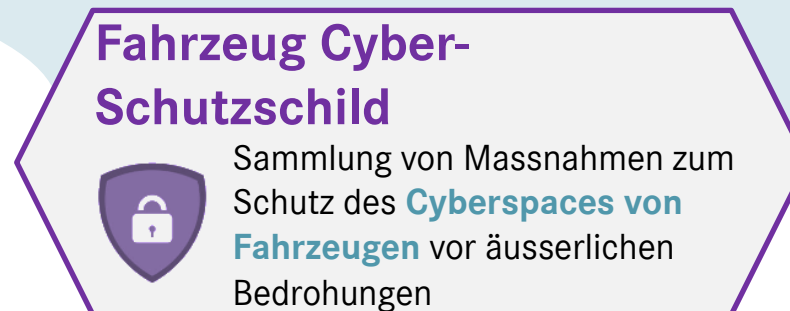 Fahrzeug Cyber-
Schutzschild
Sammlung von Massnahmen zum
Schutz des Cyberspaces von
Fahrzeugen vor äusserlichen
Bedrohungen